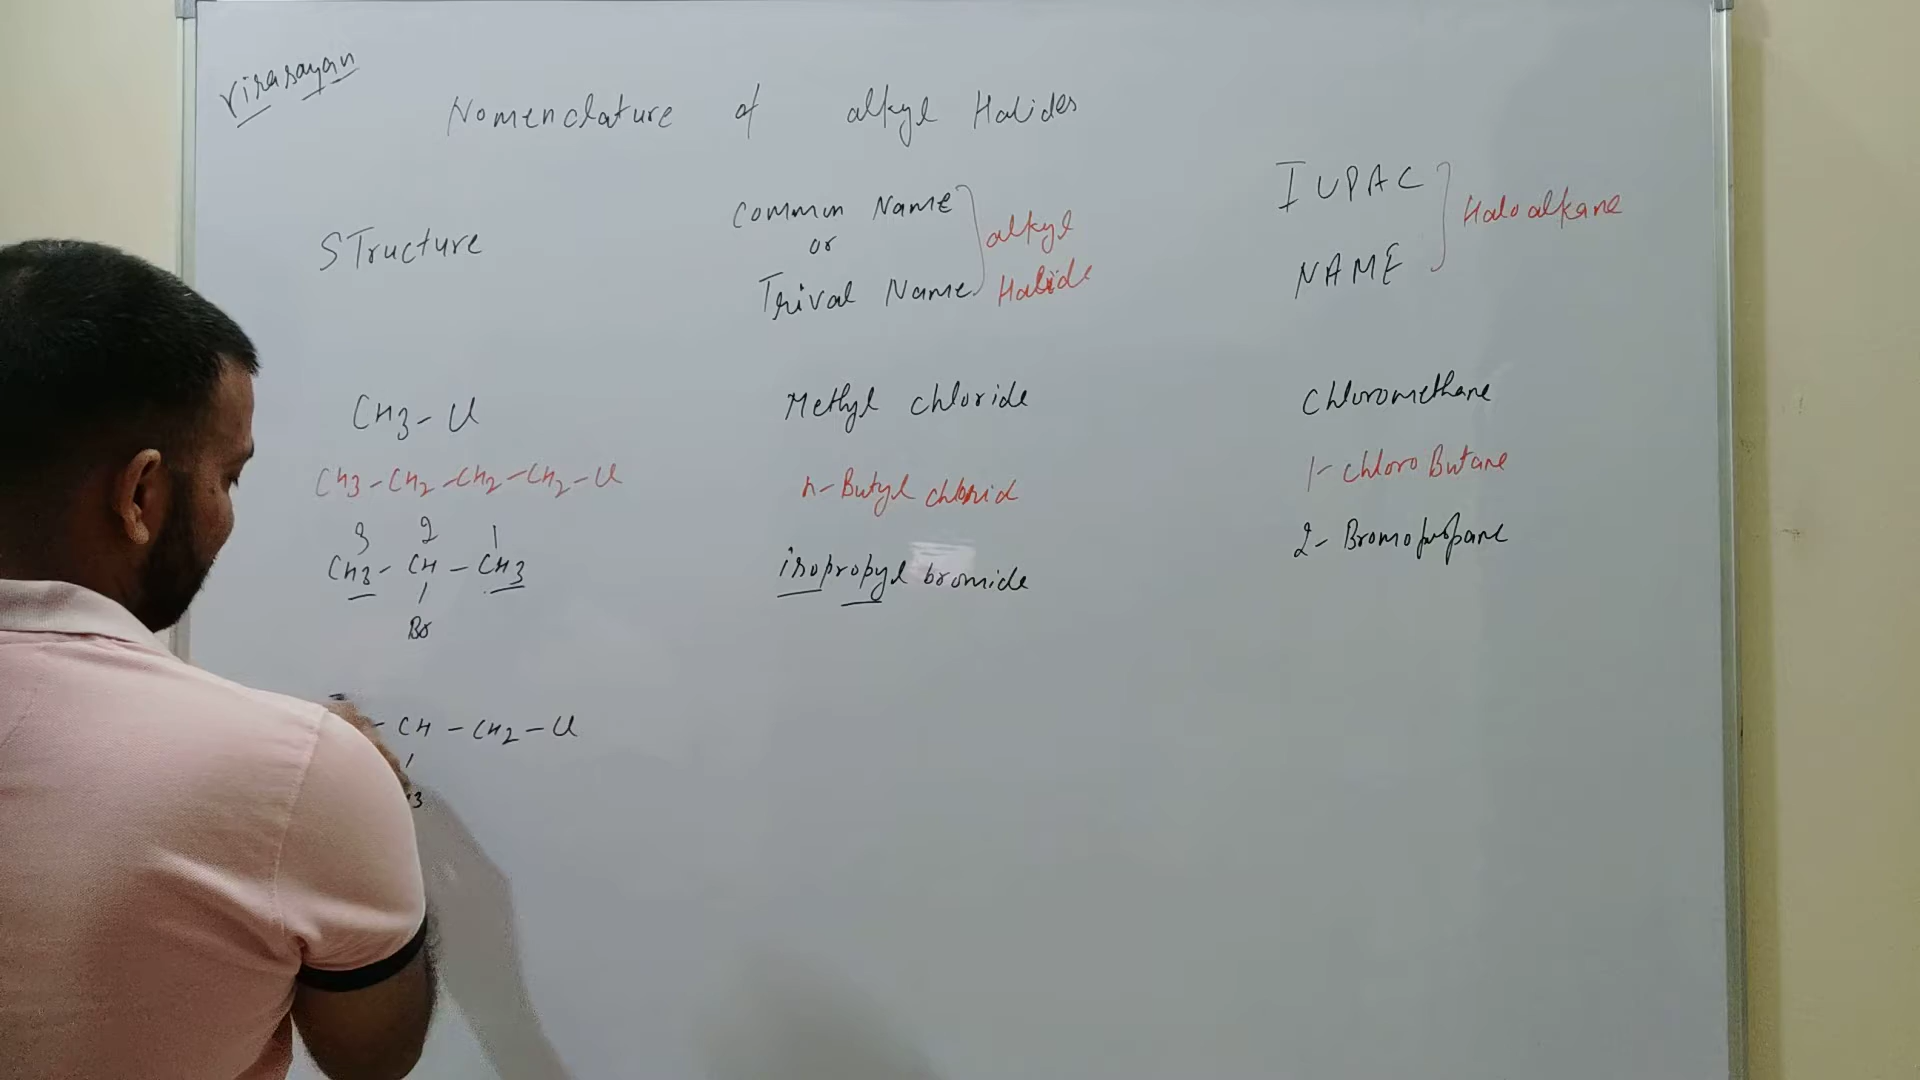 Virasayan
Nomenclature of alkyl Halides
STructure
Common Name
or
Trival Name
alkyl
Halide
IUPAC
NAME
Haloalkane
CH3-Cl Methyl chloride Chloromethane
CH3-CH2-CH2-CH2-Cl n-Butyl chlorid 1-chloroButane
3 2 1
CH3-CH-CH3 isopropyl bromide 2-Bromopropane
Br
-CH-CH2-Cl
3